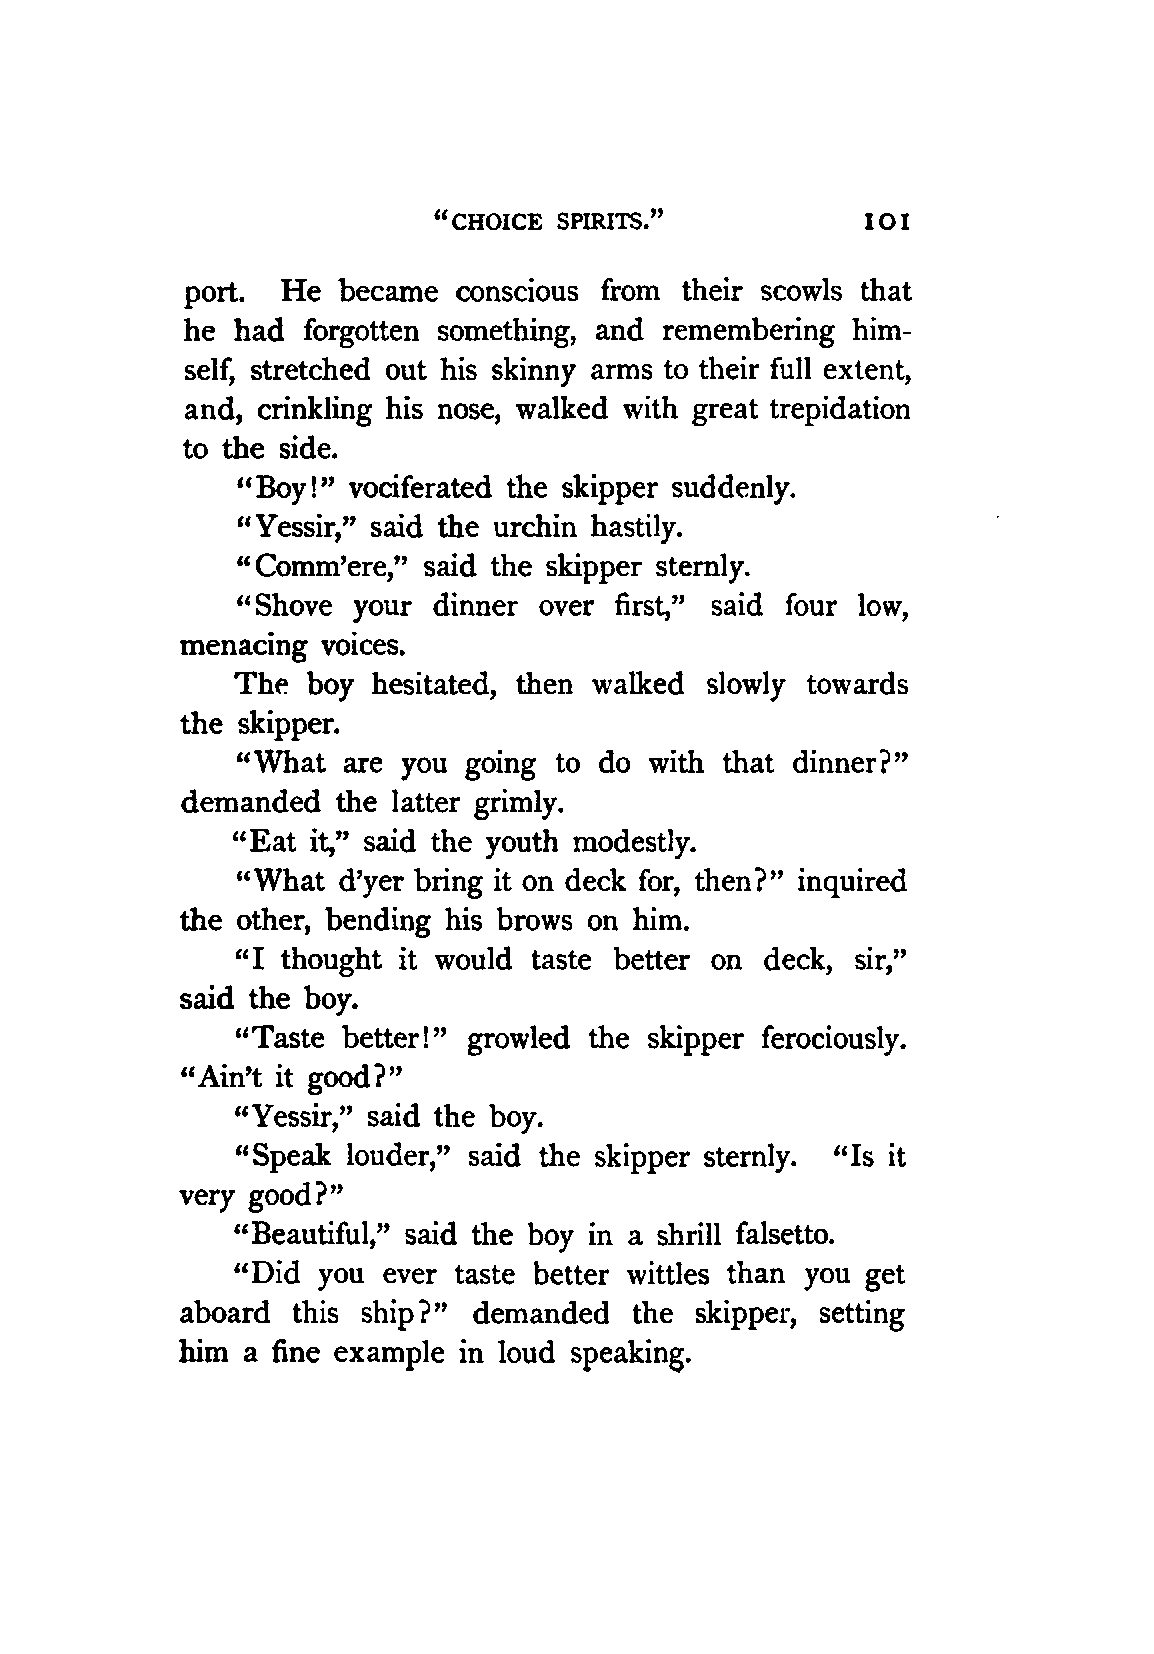 "CHOICE SPIRITS." 101
port. He became conscious from their scowls that
he had forgotten something, and remembering him-
self, stretched out his skinny arms to their full extent,
and, crinkling his nose, walked with great trepidation
to the side.
"Boy!" vociferated the skipper suddenly.
"Yessir," said the urchin hastily.
"Comm'ere," said the skipper sternly.
"Shove your dinner over first," said four low,
menacing voices.
The boy hesitated, then walked slowly towards
the skipper.
"What are you going to do with that dinner?"
demanded the latter grimly.
"Eat it," said the youth modestly.
"What d'yer bring it on deck for, then?" inquired
the other, bending his brows on him.
"I thought it would taste better on deck, sir,"
said the boy.
"Taste better!" growled the skipper ferociously.
"Ain't it good?"
"Yessir," said the boy.
"Speak louder," said the skipper sternly. "Is it
very good?"
"Beautiful," said the boy in a shrill falsetto.
"Did you ever taste better wittles than you get
aboard this ship?" demanded the skipper, setting
him a fine example in loud speaking.